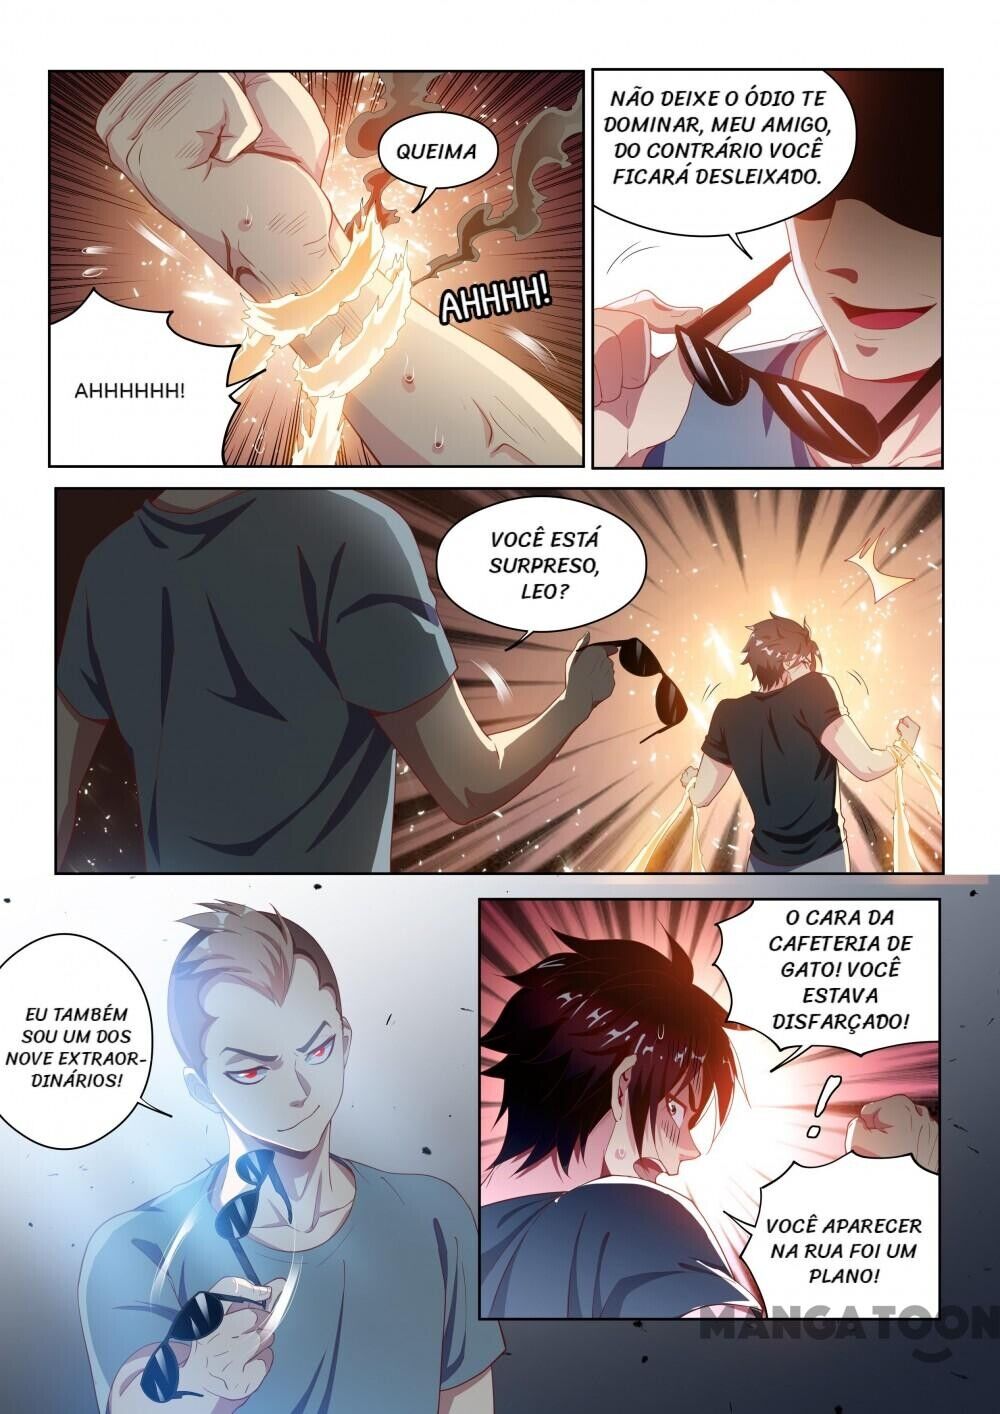 QUEIMA
AHHHH!
AHHHHHH!
NÃO DEIXE O ÓDIO TE
DOMINAR, MEU AMIGO,
DO CONTRÁRIO VOCÊ
FICARÁ DESLEIXADO.
VOCÊ ESTÁ
SURPRESO,
LEO?
EU TAMBÉM
SOU UM DOS
NOVE EXTRAOR-
DINÁRIOS!
O CARA DA
CAFETERIA DE
GATO! VOCÊ
ESTAVA
DISFARÇADO!
!
VOCÊ APARECER
NA RUA FOI UM
PLANO!
MANGATOON